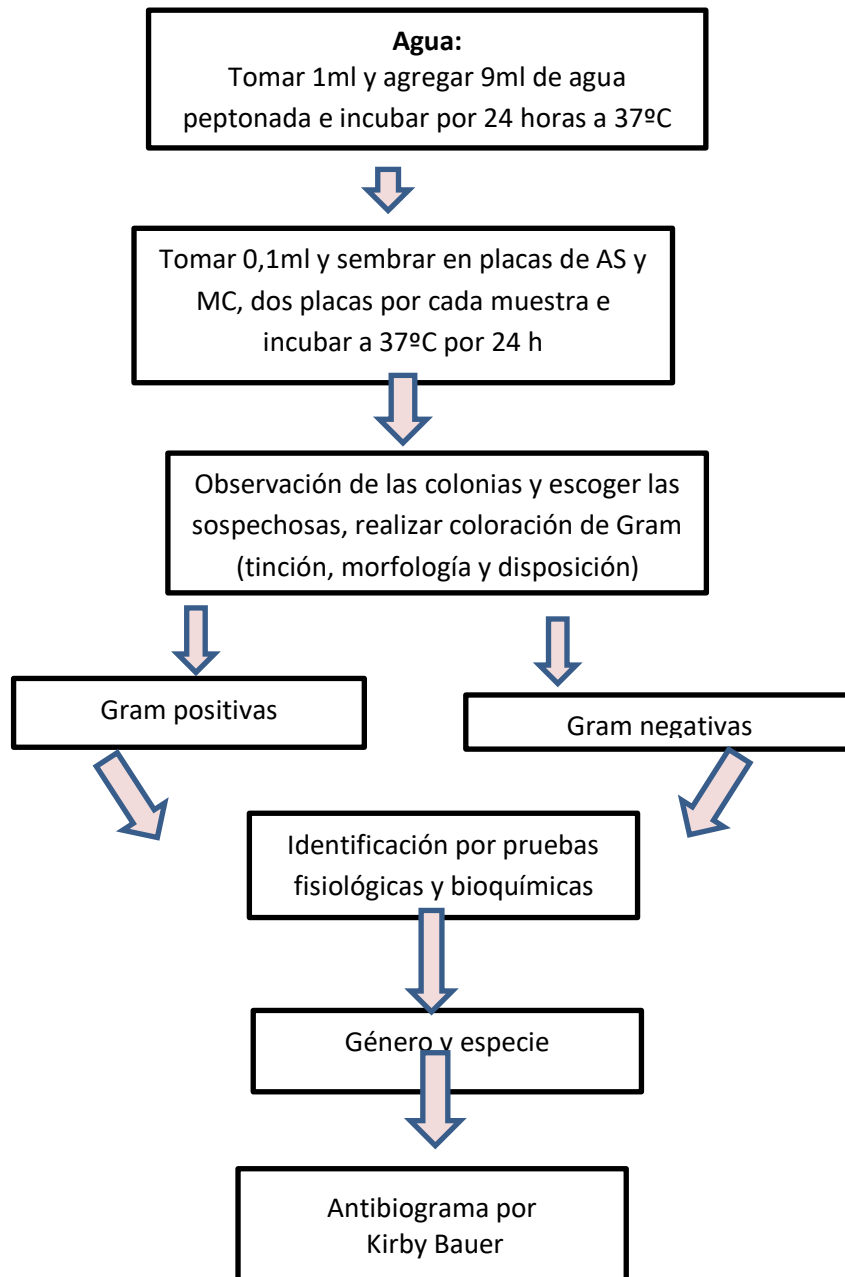 Agua:
Tomar 1ml y agregar 9ml de agua
peptonada e incubar por 24 horas a 37ºC
Tomar 0,1ml y sembrar en placas de AS y
MC, dos placas por cada muestra e
incubar a 37ºC por 24 h
Observación de las colonias y escoger las
sospechosas, realizar coloración de Gram
(tinción, morfología y disposición)
Gram positivas
Gram negativas
Identificación por pruebas
fisiológicas y bioquímicas
Género y especie
Antibiograma por
Kirby Bauer